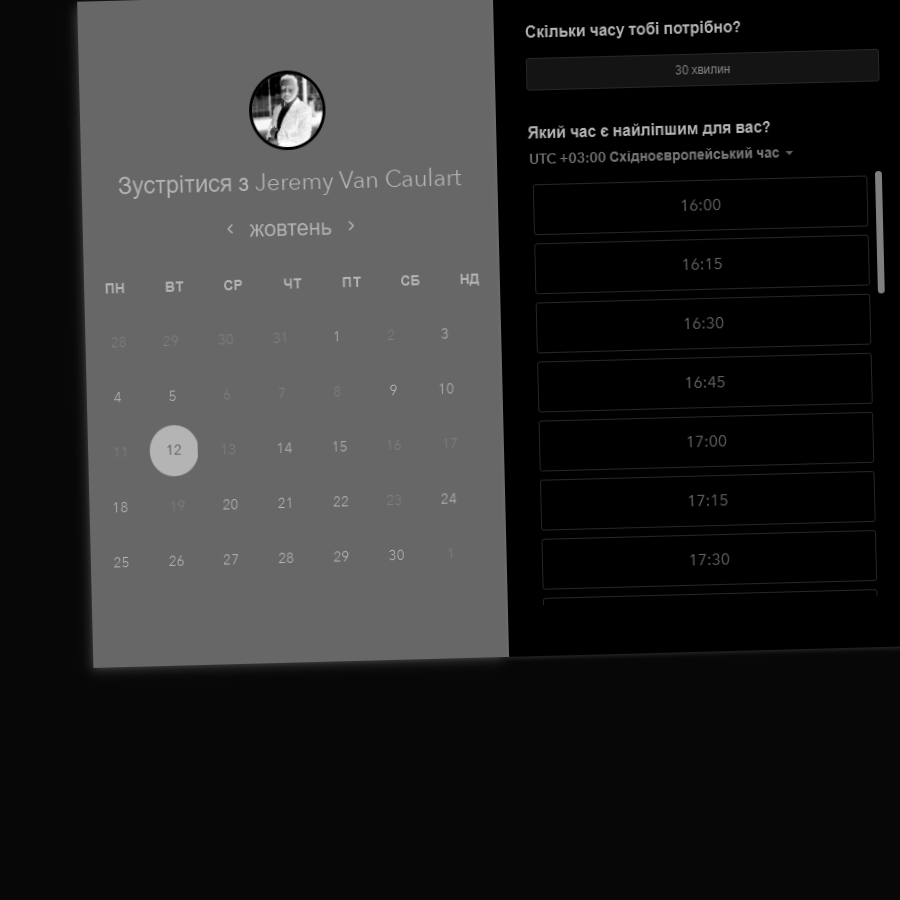 Зустрітися з Jeremy Van Caulart
жовтень
ПН ВТ СР ЧТ ПТ СБ НД
28 29 30 31 1 2 3
4 5 6 7 8 9 10
11 12 13 14 15 16 17
18 19 20 21 22 23 24
25 26 27 28 29 30 1
Скільки часу тобі потрібно?
30 хвилин
Який час є найліпшим для вас?
UTC +03:00 Східноєвропейський час
16:00
16:15
16:30
16:45
17:00
17:15
17:30